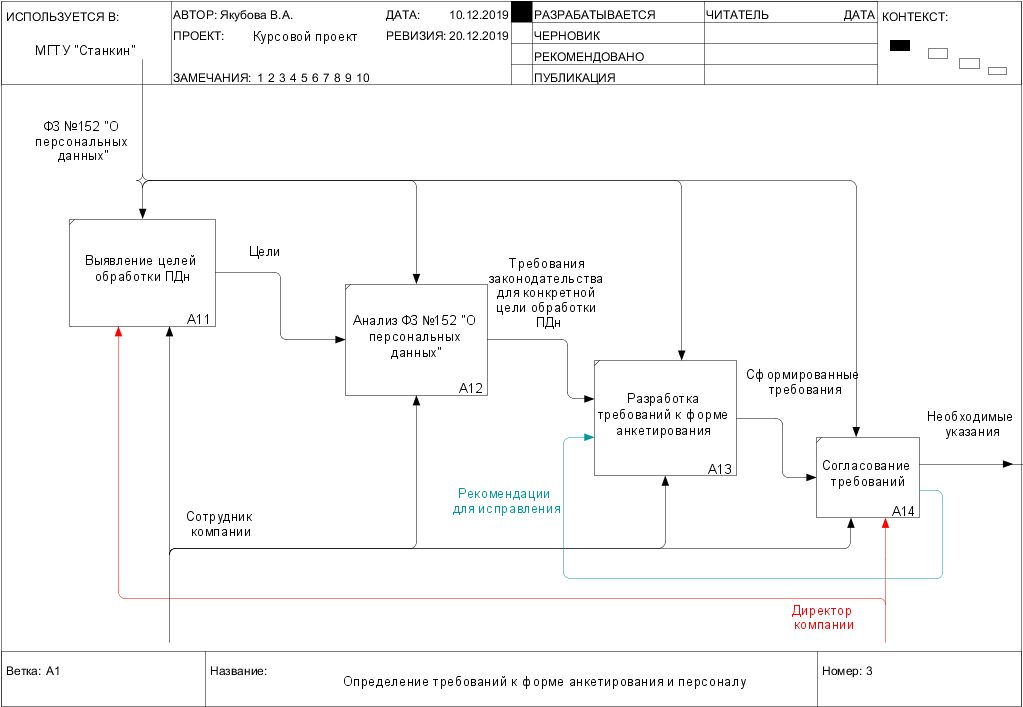 ИСПОЛЬЗУЕТСЯ В:
МГТУ "Станкин"
АВТОР: Якубова В.А.
ДАТА: 10.12.2019
ПРОЕКТ: Курсовой проект
РЕВИЗИЯ: 20.12.2019
ЗАМЕЧАНИЯ: 1 2 3 4 5 6 7 8 9 10
РАЗРАБАТЫВАЕТСЯ
ЧЕРНОВИК
РЕКОМЕНДОВАНО
ПУБЛИКАЦИЯ
ЧИТАТЕЛЬ
ДАТА
КОНТЕКСТ:
ФЗ №152 "О
персональных
данных"
Выявление целей
обработки ПДн
A11
Цели
Анализ ФЗ №152 "О
персональных
данных"
A12
Требования
законодательства
для конкретной
цели обработки
ПДн
Разработка
требований к форме
анкетирования
A13
Сформированные
требования
Согласование
требований
A14
Необходимые
указания
Рекомендации
для исправления
Сотрудник
компании
Директор
компании
Ветка: A1
Название:
Определение требований к форме анкетирования и персоналу
Номер: 3